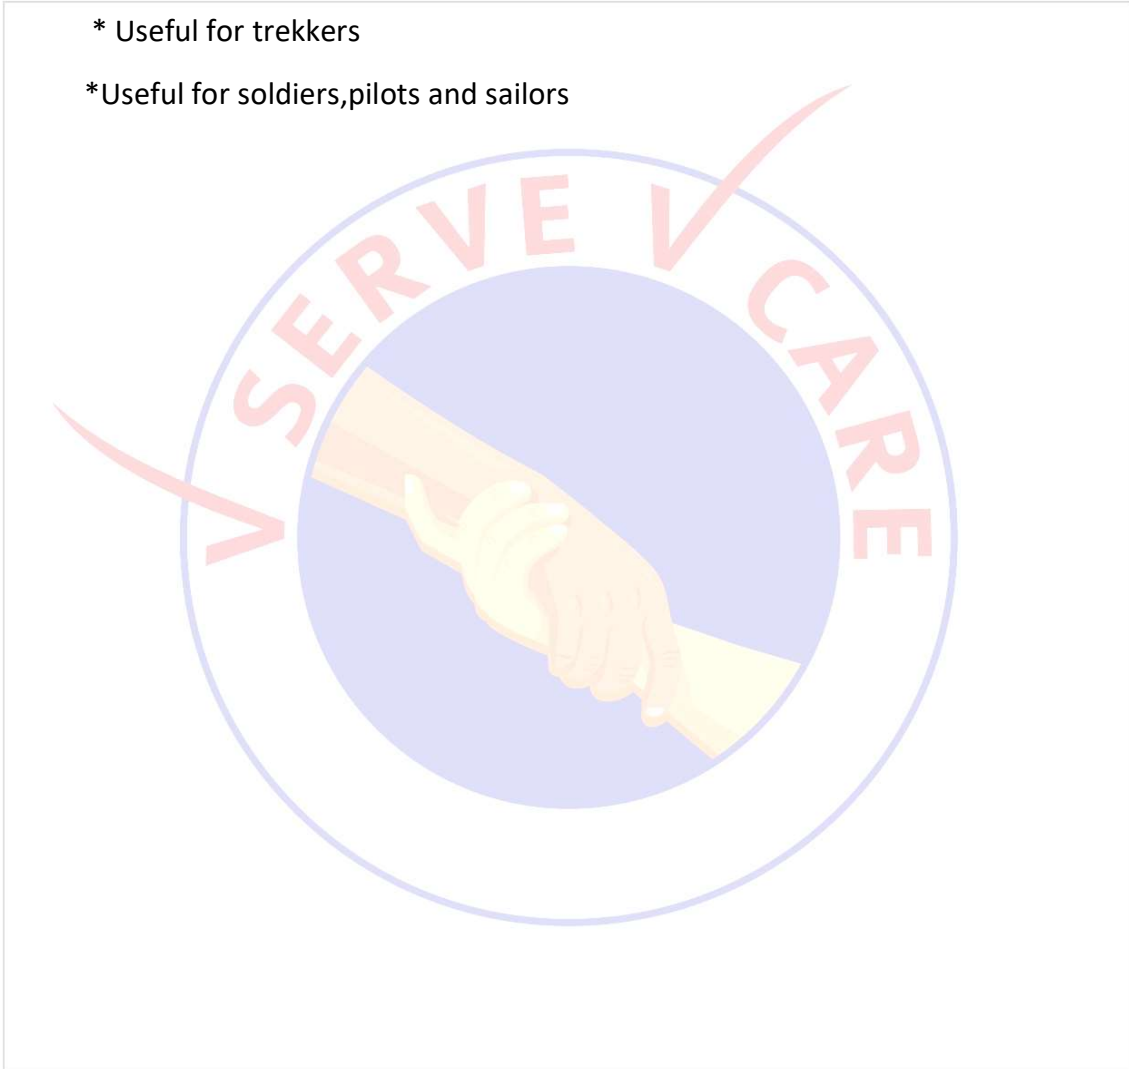 * Useful for trekkers
*Useful for soldiers,pilots and sailors
V SERVE V CARE